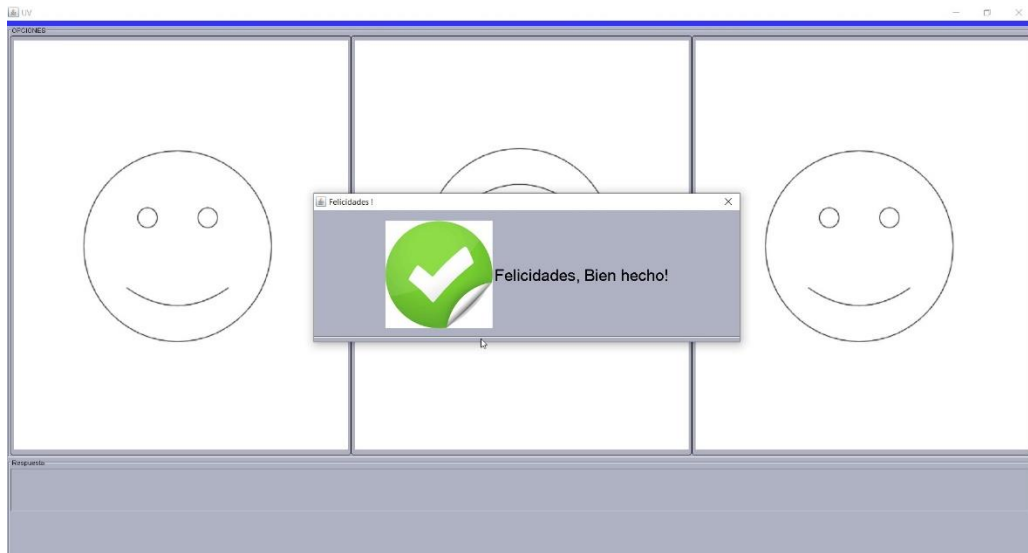 UV
OPCIONES
Felicidades !
Felicidades, Bien hecho!
Respuesta